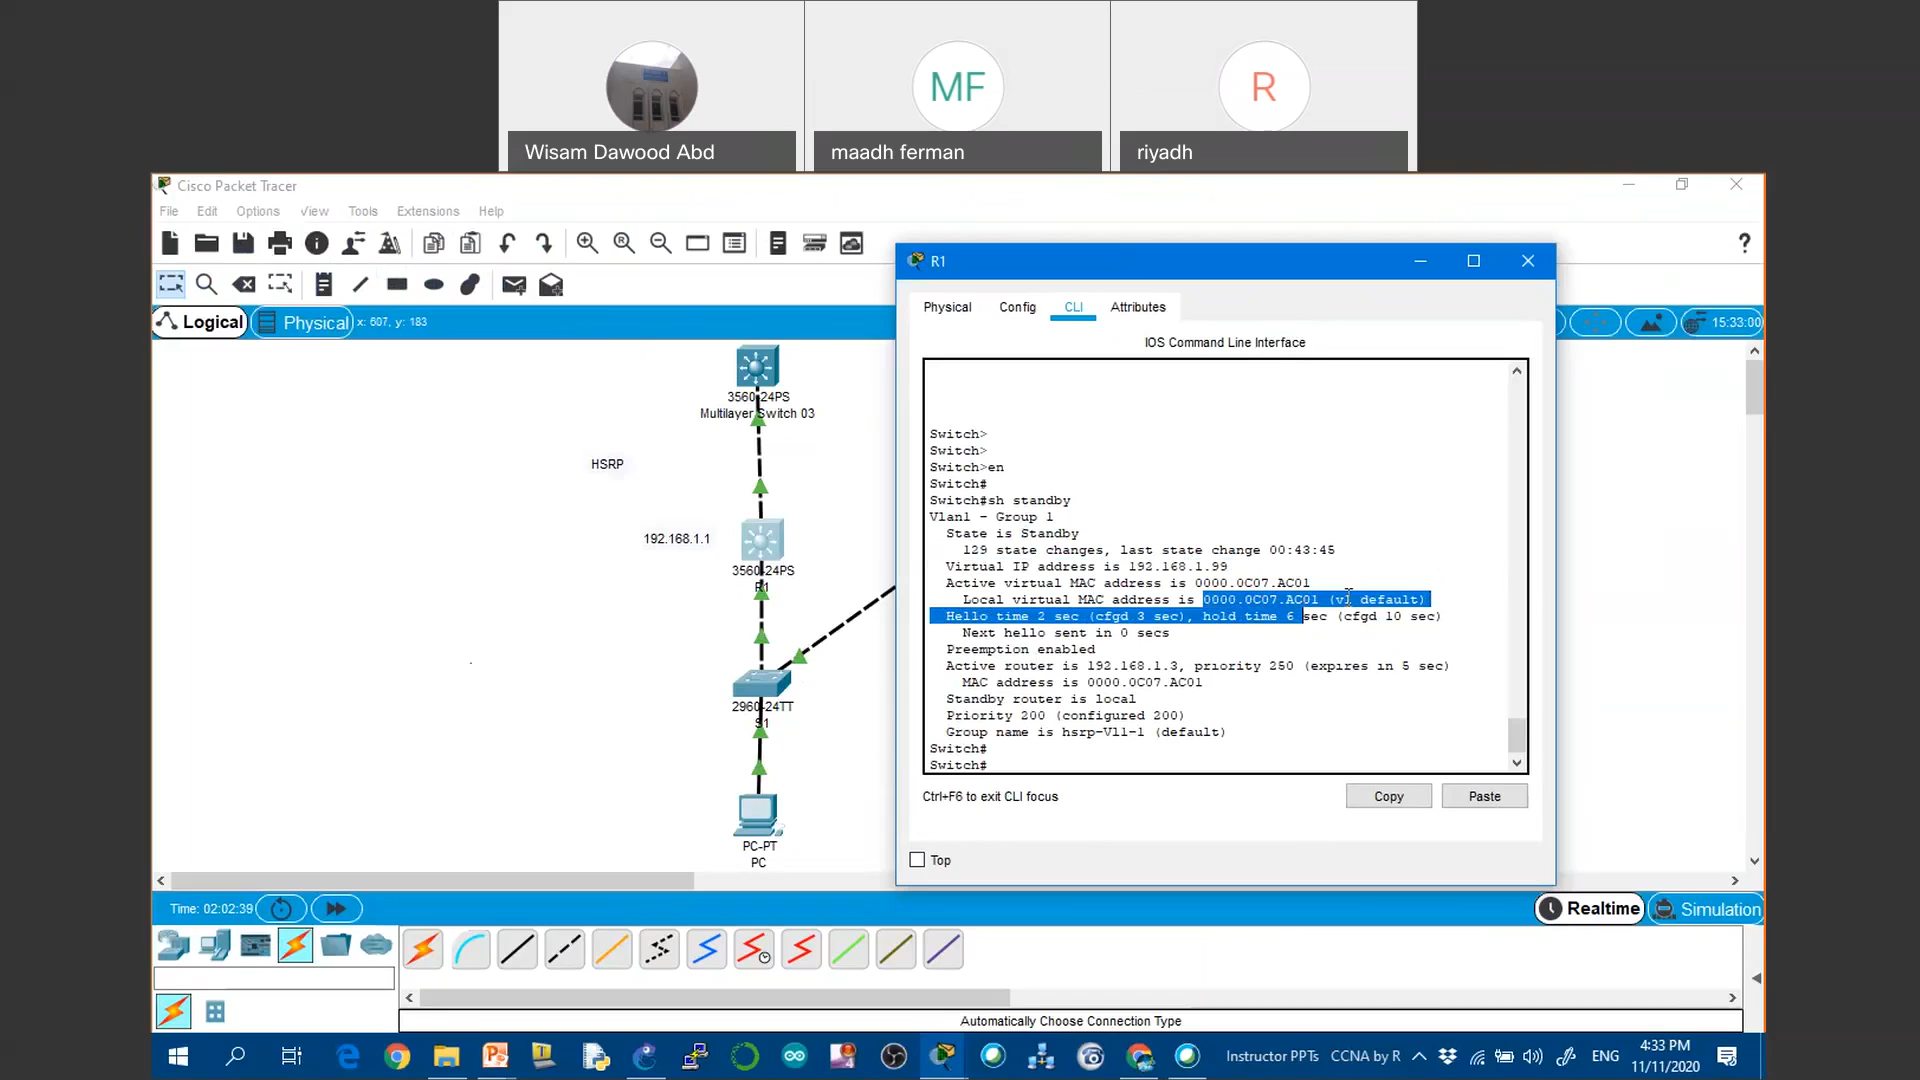 MF
R
Wisam Dawood Abd
maadh ferman
riyadh
Cisco Packet Tracer
File Edit Options View Tools Extensions Help
?
Logical
Physical
x: 607, y: 183
15:33:00
3560-24PS
Multilayer Switch 03
HSRP
192.168.1.1
3560-24PS
R1
2960-24TT
S1
PC-PT
PC
R1
Physical Config CLI Attributes
IOS Command Line Interface
Switch>
Switch>
Switch>en
Switch#
Switch#sh standby
Vlan1 - Group 1
State is Standby
129 state changes, last state change 00:43:45
Virtual IP address is 192.168.1.99
Active virtual MAC address is 0000.0C07.AC01
Local virtual MAC address is 0000.0C07.AC01 (v1 default)
Hello time 2 sec (cfgd 3 sec), hold time 6 sec (cfgd 10 sec)
Next hello sent in 0 secs
Preemption enabled
Active router is 192.168.1.3, priority 250 (expires in 5 sec)
MAC address is 0000.0C07.AC01
Standby router is local
Priority 200 (configured 200)
Group name is hsrp-Vl1-1 (default)
Switch#
Switch#
Ctrl+F6 to exit CLI focus
Copy
Paste
Top
Time: 02:02:39
Realtime
Simulation
Automatically Choose Connection Type
Instructor PPTs CCNA by R
ENG
4:33 PM
11/11/2020